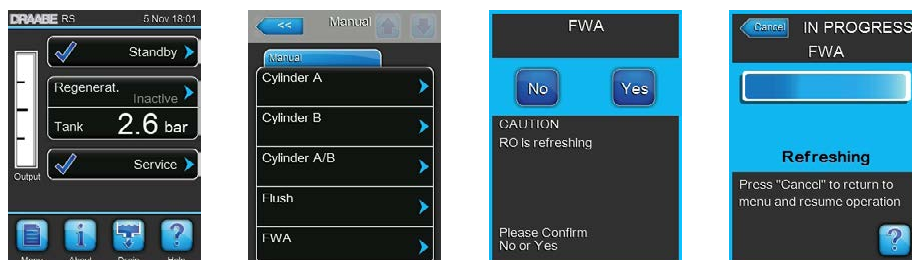 DRAABE RS 5 Nov 18:01
Standby
Regenerat.
Inactive
Tank 2.6 bar
Service
Output
Menu About Drain Help
<< Manual
Manual
Cylinder A
Cylinder B
Cylinder A/B
Flush
FWA
FWA
No Yes
CAUTION
RO is refreshing
Please Confirm
No or Yes
Cancel IN PROGRESS
FWA
Refreshing
Press "Cancel" to return to
menu and resume operation
?